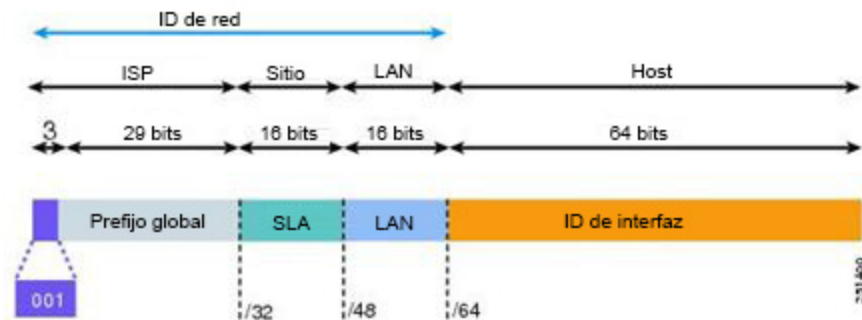 ID de red
ISP Sitio LAN Host
3 29 bits 16 bits 16 bits 64 bits
Prefijo global SLA LAN ID de interfaz
001
/32 /48 /64